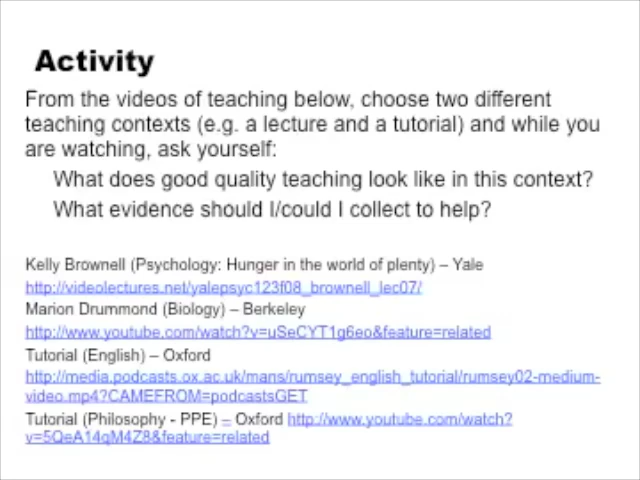 Activity
From the videos of teaching below, choose two different
teaching contexts (e.g. a lecture and a tutorial) and while you
are watching, ask yourself:
What does good quality teaching look like in this context?
What evidence should I/could I collect to help?
Kelly Brownell (Psychology: Hunger in the world of plenty) – Yale
http://videolectures.net/yalepsyc123f08_brownell_lec07/
Marion Drummond (Biology) – Berkeley
http://www.youtube.com/watch?v=uSeCYT1g6eo&feature=related
Tutorial (English) – Oxford
http://media.podcasts.ox.ac.uk/mans/rumsey_english_tutorial/rumsey02-medium-
video.mp4?CAMEFROM=podcastsGET
Tutorial (Philosophy - PPE) – Oxford http://www.youtube.com/watch?
v=5QeA14qM4Z8&feature=related